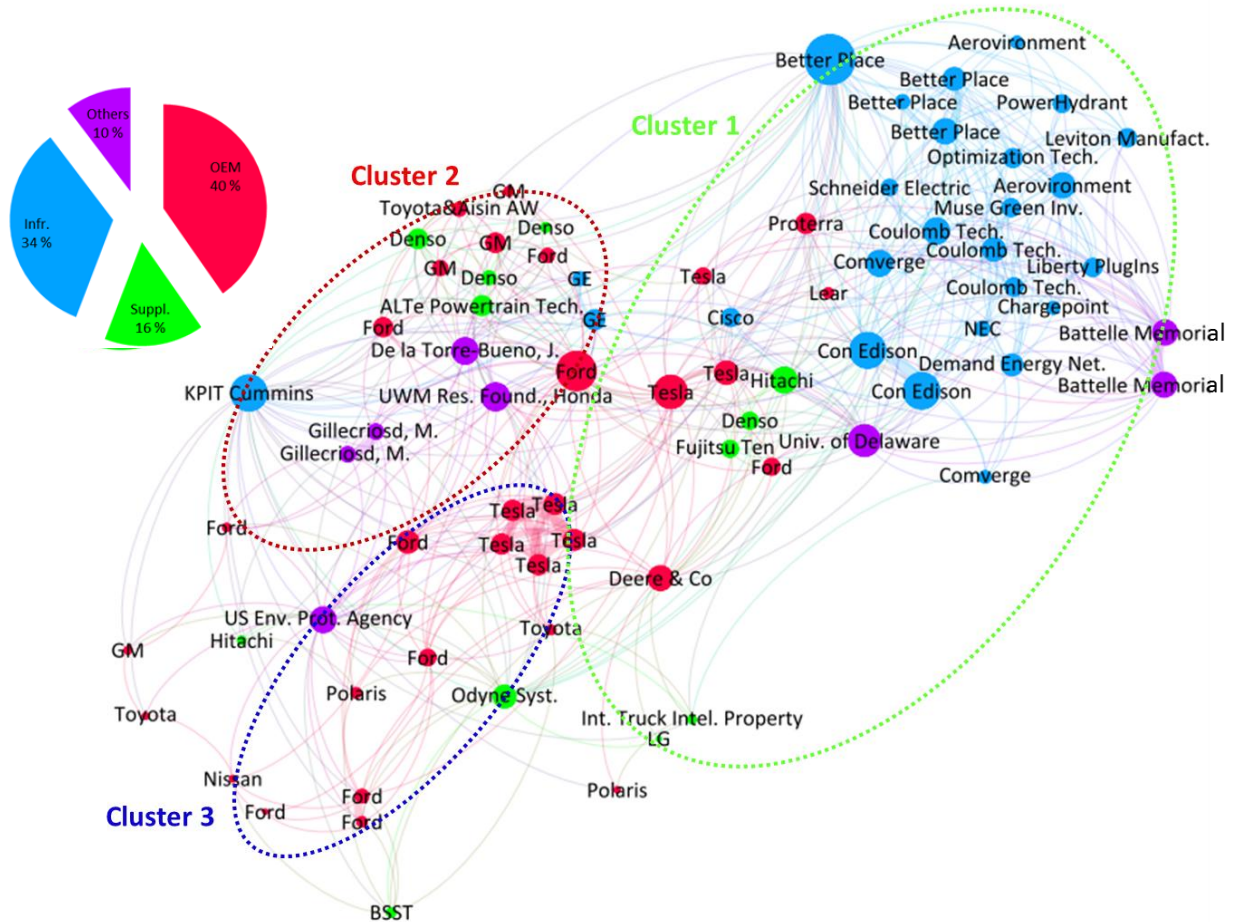 Others
10 %
OEM
40 %
Infr.
34 %
Suppl.
16 %
Cluster 1
Better Place
Aerovironment
Better Place
Better Place
PowerHydrant
Better Place
Leviton Manufact.
Optimization Tech.
Schneider Electric
Aerovironment
Muse Green Inv.
Proterra
Coulomb Tech.
Coulomb Tech.
Comverge
Liberty PlugIns
Tesla
Lear
Coulomb Tech.
Chargepoint
Cisco
NEC
Battelle Memorial
Con Edison
Demand Energy Net.
Tesla
Tesla
Hitachi
Con Edison
Battelle Memorial
Denso
Fujitsu Ten
Univ. of Delaware
Ford
Comverge
Cluster 2
GM
Toyota&Aisin AW
Denso
Denso
GM
Ford
GM
Denso
GE
ALTe Powertrain Tech.
Ford
GE
De la Torre-Bueno, J.
Ford
KPIT Cummins
UWM Res. Found., Honda
Gillecriosd, M.
Gillecriosd, M.
Ford
Tesla
Tesla
Ford
Tesla
Tesla
Tesla
Deere & Co
US Env. Prot. Agency
Hitachi
Toyota
GM
Ford
Polaris
Odyne Syst.
Toyota
Int. Truck Intel. Property
LG
Nissan
Polaris
Ford
Ford
Cluster 3
Ford
BSST